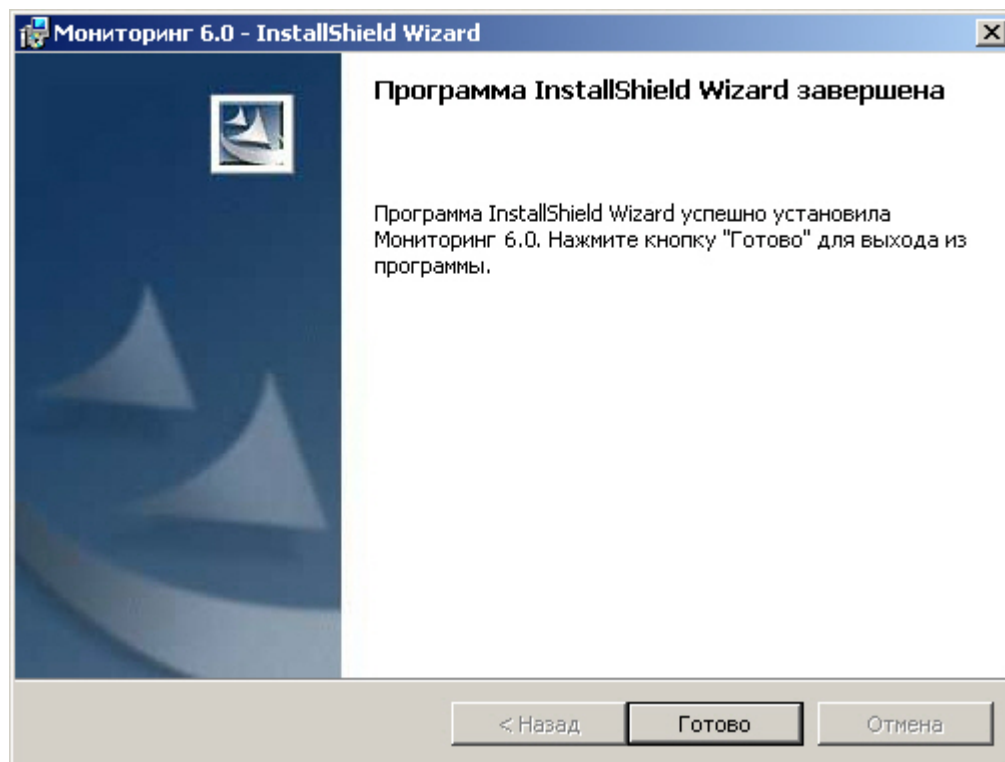 Мониторинг 6.0 - InstallShield Wizard
Программа InstallShield Wizard завершена
Программа InstallShield Wizard успешно установила
Мониторинг 6.0. Нажмите кнопку "Готово" для выхода из
программы.
< Назад
Готово
Отмена